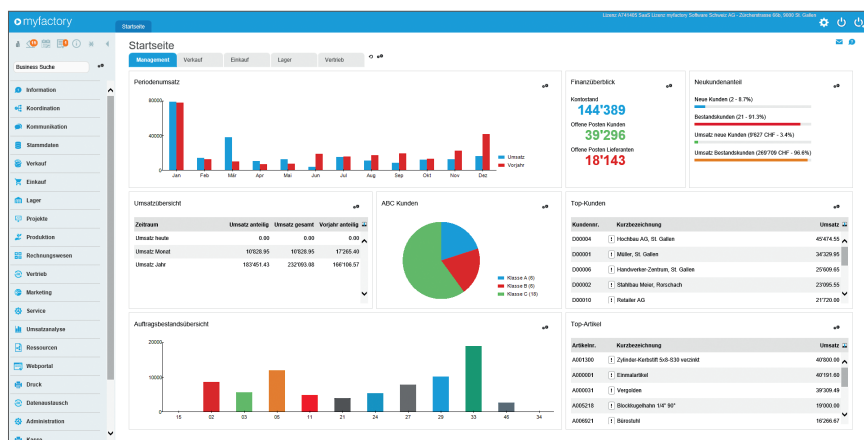 myfactory
Startseite
Lizenz A741485 SaaS-Lizenz myfactory Software Schweiz AG - Zürcherstrasse 66b, 9000 St. Gallen
Startseite
Management Verkauf Einkauf Lager Vertrieb
Business Suche
Information
Koordination
Kommunikation
Stammdaten
Verkauf
Einkauf
Lager
Projekte
Produktion
Rechnungswesen
Vertrieb
Marketing
Service
Umsatzanalyse
Ressourcen
Webportal
Druck
Datenaustausch
Administration
Kasse
Periodenumsatz
80000
40000
0
Jan Feb Mär Apr Mai Jun Jul Aug Sep Okt Nov Dez
Umsatz
Vorjahr
Finanzüberblick
Kontostand
144'389
Offene Posten Kunden
39'296
Offene Posten Lieferanten
18'143
Neukundenanteil
Neue Kunden (2 - 8.7%)
Bestandskunden (21 - 91.3%)
Umsatz neue Kunden (9'627 CHF - 3.4%)
Umsatz Bestandskunden (269'709 CHF - 96.6%)
Umsatzübersicht
Zeitraum Umsatz anteilig Umsatz gesamt Vorjahr anteilig
Umsatz heute 0.00 0.00 0.00
Umsatz Monat 10'828.95 10'828.95 17'265.40
Umsatz Jahr 183'451.43 232'093.08 166'106.57
ABC Kunden
Klasse A (6)
Klasse B (6)
Klasse C (18)
Top-Kunden
Kundennr. Kurzbezeichnung Umsatz
D00004 Hochbau AG, St. Gallen 45'474.55
D00001 Müller, St. Gallen 34'329.95
D00006 Handwerker-Zentrum, St. Gallen 25'609.65
D00002 Stahlbau Meier, Rorschach 23'095.55
D00010 Retailer AG 21'720.00
Auftragsbestandsübersicht
20000
10000
0
15 02 03 05 11 21 24 27 29 33 46 34
Top-Artikel
Artikelnr. Kurzbezeichnung Umsatz
A001300 Zylinder-Kerbstift 5x8-S30 verzinkt 40'800.00
A000001 Einmalartikel 40'191.60
A000031 Vergolden 39'309.49
A005218 Blockkugelhahn 1/4" 90° 19'000.00
A006921 Bürostuhl 16'266.67